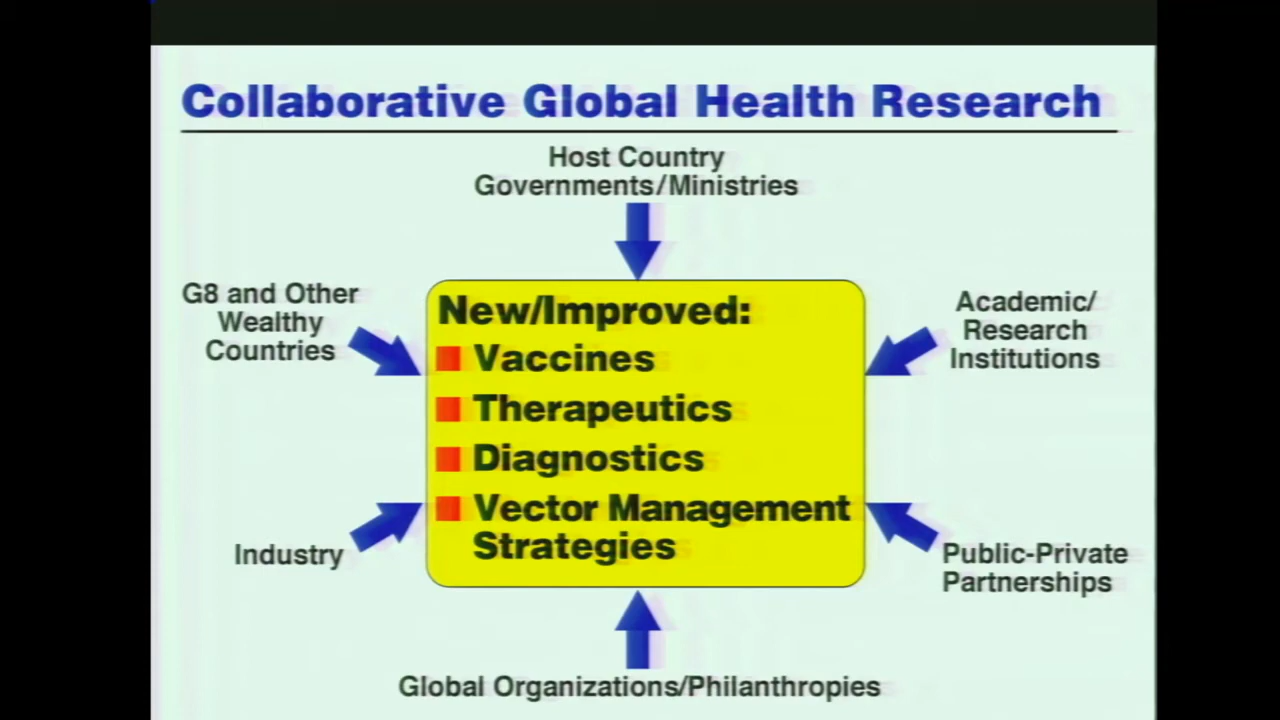 Collaborative Global Health Research
Host Country
Governments/Ministries
G8 and Other
Wealthy
Countries
Academic/
Research
Institutions
New/Improved:
Vaccines
Therapeutics
Diagnostics
Vector Management
Strategies
Industry
Public-Private
Partnerships
Global Organizations/Philanthropies